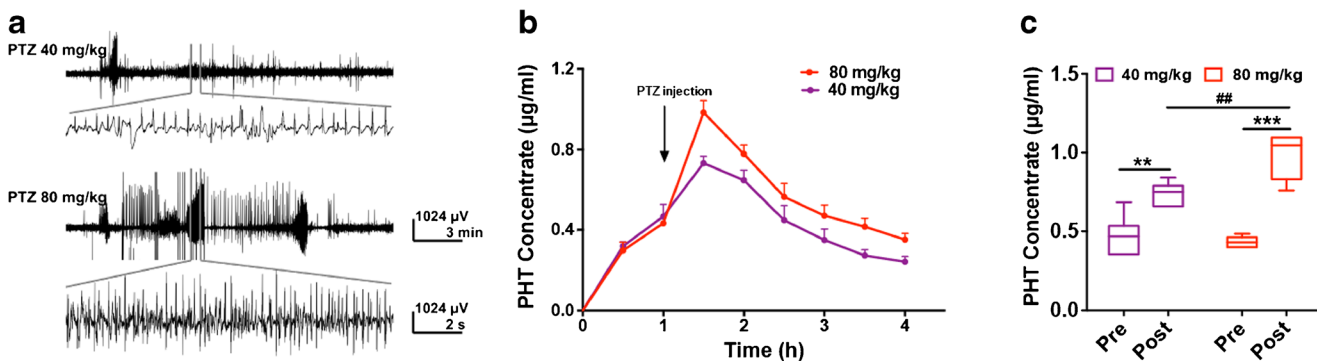 a
PTZ 40 mg/kg
PTZ 80 mg/kg
1024 µV
3 min
1024 µV
2 s
b
PHT Concentrate (µg/ml)
1.2
0.8
0.4
0.0
PTZ injection
80 mg/kg
40 mg/kg
0 1 2 3 4
Time (h)
c
PHT Concentrate (µg/ml)
40 mg/kg 80 mg/kg
1.5
1.0
0.5
0.0
##
**
***
Pre Post Pre Post